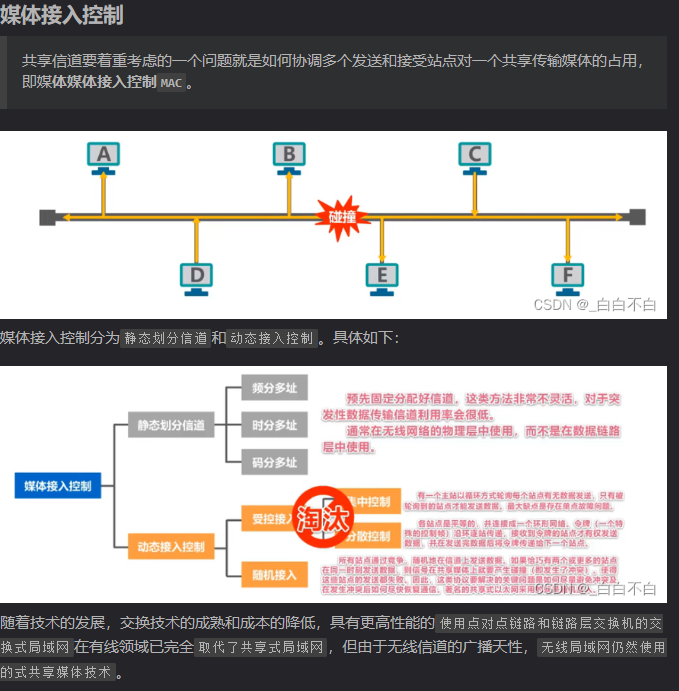 媒体接入控制
共享信道要着重考虑的一个问题就是如何协调多个发送和接受站点对一个共享传输媒体的占用，
即媒体媒体接入控制MAC。
A
B
C
碰撞
D
E
F
CSDN @_白白不白
媒体接入控制分为静态划分信道和动态接入控制。具体如下：
频分多址
预先固定分配好信道，这类方法非常不灵活，对于突
静态划分信道
时分多址
发性数据传输信道利用率会很低。
通常在无线网络的物理层中使用，而不是在数据链路
码分多址
层中使用。
媒体接入控制
集中控制
有一个主站以循环方式轮询每个站点有无数据发送，只有被
轮询到的站点才能发送数据，最大缺点是存在单点故障问题。
受控接入
淘汰
动态接入控制
分散控制
各站点是平等的，并连接成一个环形网络，令牌（一个特
殊的控制帧）沿环逐站传递，接收到令牌的站点才有权发送
数据，并在发送完数据后将令牌传递给下一个站点。
随机接入
所有站点通过竞争，随机地在信道上发送数据，如果恰巧有两个或更多的站点
在同一时刻发送数据，则信号在共享媒体上就要产生碰撞（即发生了冲突），使得
这些站点的发送都失败。因此，这类协议要解决的关键问题是如何尽量避免冲突及
在发生冲突后如何尽快恢复通信。著名的共享式以太网采用
CSDN @_白白不白
随着技术的发展，交换技术的成熟和成本的降低，具有更高性能的使用点对点链路和链路层交换机的交
换式局域网在有线领域已完全取代了共享式局域网，但由于无线信道的广播天性，无线局域网仍然使用
的式共享媒体技术。